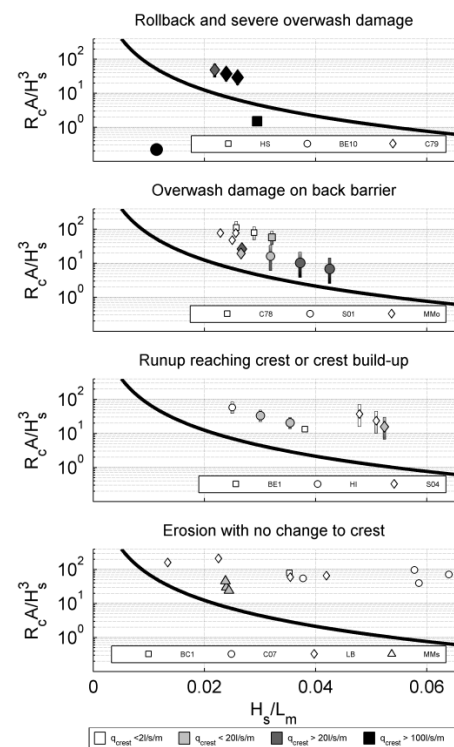 Rollback and severe overwash damage
10²
10¹
10⁰
RcA/Hs³
HS BE10 C79
Overwash damage on back barrier
10²
10¹
10⁰
RcA/Hs³
C78 S01 MMo
Runup reaching crest or crest build-up
10²
10¹
10⁰
RcA/Hs³
BE1 HI S04
Erosion with no change to crest
10²
10¹
10⁰
RcA/Hs³
BC1 C07 LB MMs
0 0.02 0.04 0.06
Hs/Lm
qcrest <2l/s/m qcrest < 20l/s/m qcrest > 20l/s/m qcrest > 100l/s/m